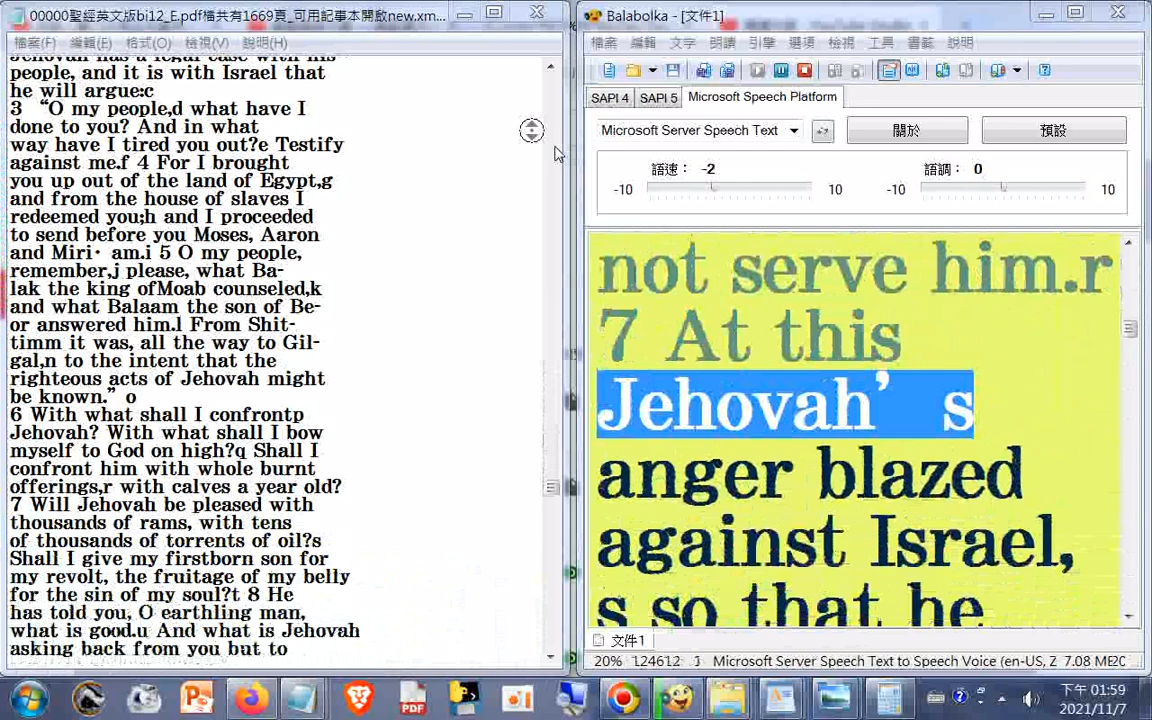 00000聖經英文版bi12_E.pdf檔共有1669頁_可用記事本開啟new.xm...
檔案(F) 編輯(E) 格式(O) 檢視(V) 說明(H)
Jehovah has a legal case with his
people, and it is with Israel that
he will argue:c
3 “O my people,d what have I
done to you? And in what
way have I tired you out?e Testify
against me.f 4 For I brought
you up out of the land of Egypt,g
and from the house of slaves I
redeemed you;h and I proceeded
to send before you Moses, Aaron
and Miri· am.i 5 O my people,
remember,j please, what Ba-
lak the king ofMoab counseled,k
and what Balaam the son of Be-
or answered him.l From Shit-
timm it was, all the way to Gil-
gal,n to the intent that the
righteous acts of Jehovah might
be known.” o
6 With what shall I confrontp
Jehovah? With what shall I bow
myself to God on high?q Shall I
confront him with whole burnt
offerings,r with calves a year old?
7 Will Jehovah be pleased with
thousands of rams, with tens
of thousands of torrents of oil?s
Shall I give my firstborn son for
my revolt, the fruitage of my belly
for the sin of my soul?t 8 He
has told you, O earthling man,
what is good.u And what is Jehovah
asking back from you but to
Balabolka - [文件1]
檔案 編輯 文字 朗讀 引擎 選項 檢視 工具 書籤 說明
SAPI 4 SAPI 5 Microsoft Speech Platform
Microsoft Server Speech Text 關於 預設
語速： -2 語調： 0
-10 10 -10 10
not serve him.r
7 At this
Jehovah’ s
anger blazed
against Israel,
s so that he
文件1
20% Microsoft Server Speech Text to Speech Voice (en-US, Z
下午 01:59
2021/11/7